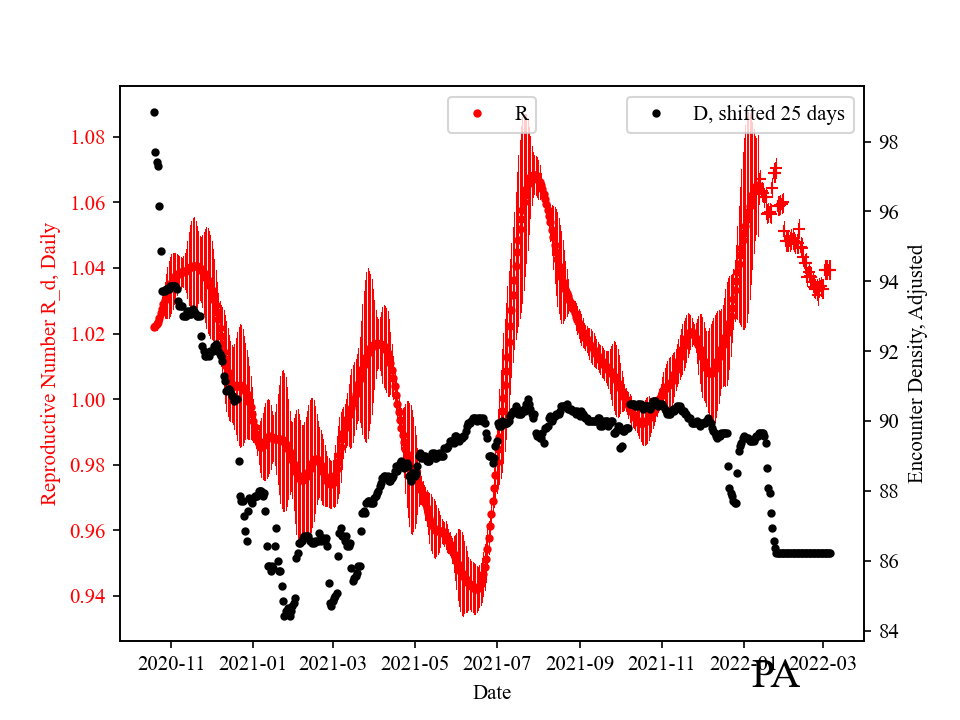 R
D, shifted 25 days
Reproductive Number R_d, Daily
1.08
1.06
1.04
1.02
1.00
0.98
0.96
0.94
98
96
94
92
90
88
86
84
Encounter Density, Adjusted
2020-11 2021-01 2021-03 2021-05 2021-07 2021-09 2021-11 2022-01 2022-03
Date
PA